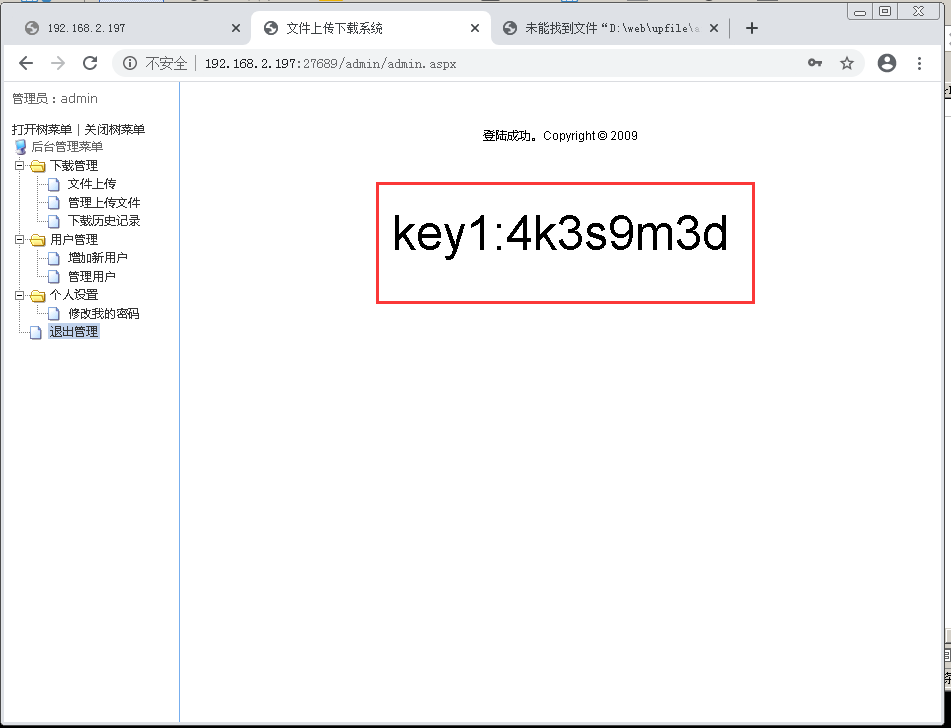 192.168.2.197
文件上传下载系统
未能找到文件“D:\web\upfile\a
不安全
192.168.2.197:27689/admin/admin.aspx
管理员：admin
打开树菜单 | 关闭树菜单
后台管理菜单
下载管理
文件上传
管理上传文件
下载历史记录
用户管理
增加新用户
管理用户
个人设置
修改我的密码
退出管理
登陆成功。Copyright © 2009
key1:4k3s9m3d